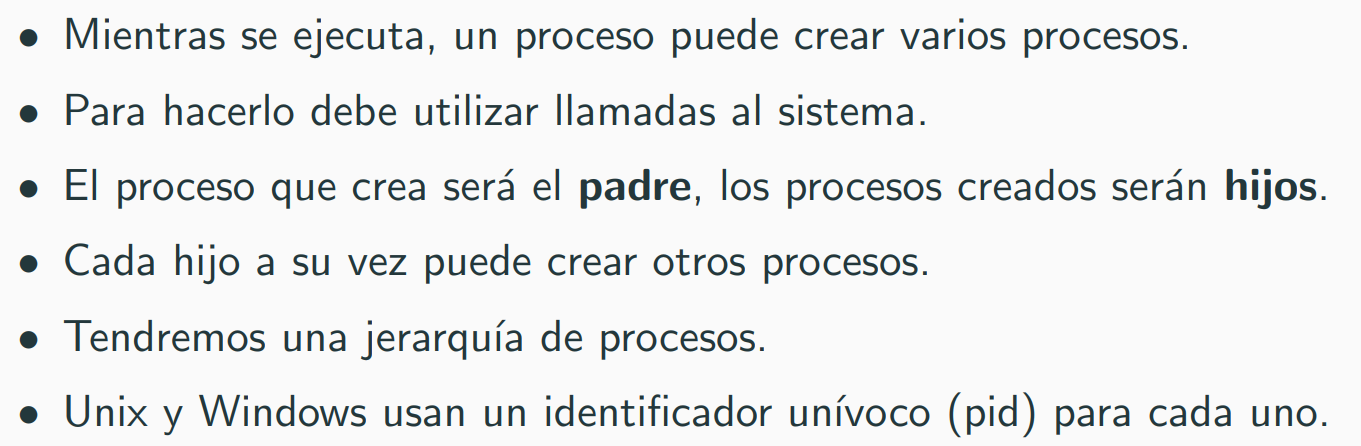 • Mientras se ejecuta, un proceso puede crear varios procesos.
• Para hacerlo debe utilizar llamadas al sistema.
• El proceso que crea será el padre, los procesos creados serán hijos.
• Cada hijo a su vez puede crear otros procesos.
• Tendremos una jerarquía de procesos.
• Unix y Windows usan un identificador unívoco (pid) para cada uno.